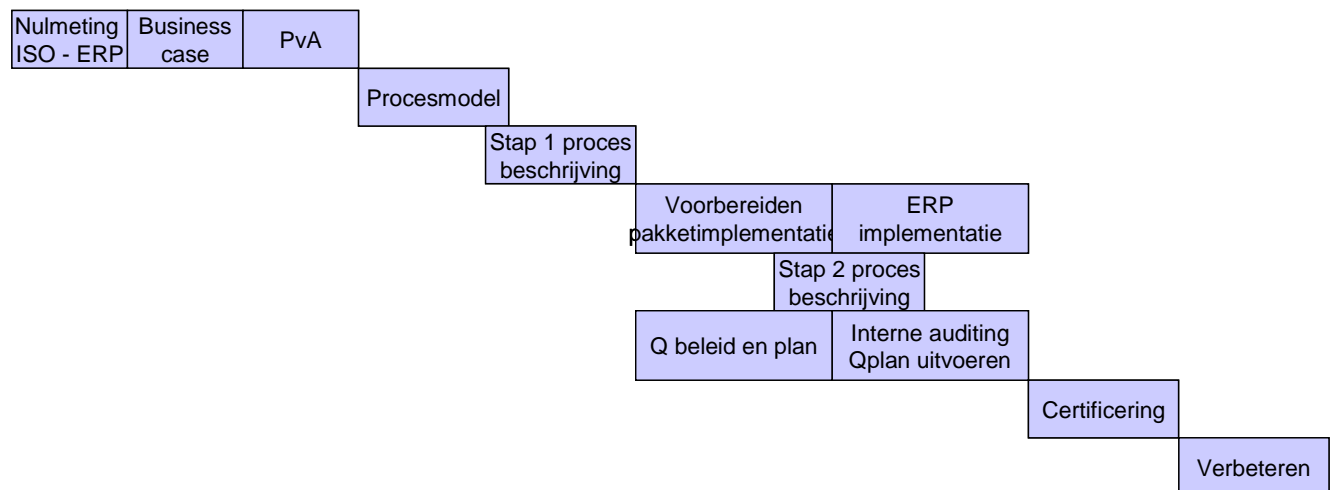 Nulmeting
ISO - ERP
Business
case
PvA
Procesmodel
Stap 1 proces
beschrijving
Voorbereiden
pakketimplementatie
ERP
implementatie
Stap 2 proces
beschrijving
Q beleid en plan
Interne auditing
Qplan uitvoeren
Certificering
Verbeteren